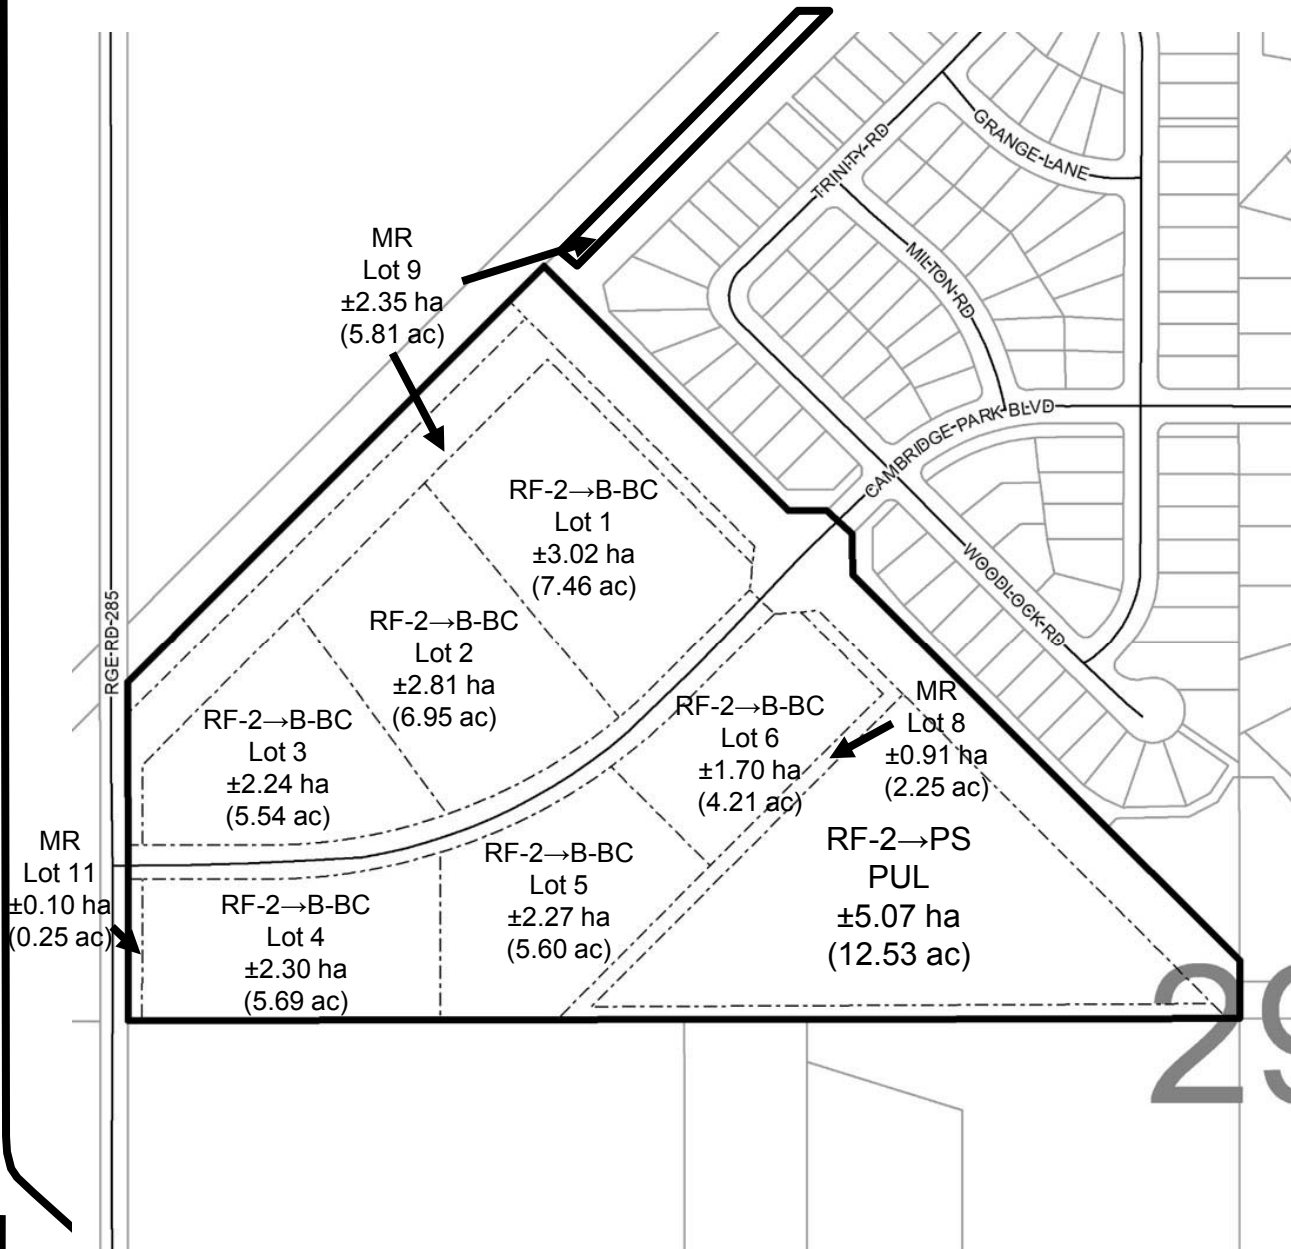 TRINITY-RD
GRANGE-LANE
MILTON-RD
CAMBRIDGE-PARK-BLVD
WOODLOCK-RD
RGE-RD-285
MR
Lot 9
±2.35 ha
(5.81 ac)
RF-2→B-BC
Lot 1
±3.02 ha
(7.46 ac)
RF-2→B-BC
Lot 2
±2.81 ha
(6.95 ac)
RF-2→B-BC
Lot 3
±2.24 ha
(5.54 ac)
RF-2→B-BC
Lot 6
±1.70 ha
(4.21 ac)
MR
Lot 8
±0.91 ha
(2.25 ac)
MR
Lot 11
±0.10 ha
(0.25 ac)
RF-2→B-BC
Lot 4
±2.30 ha
(5.69 ac)
RF-2→B-BC
Lot 5
±2.27 ha
(5.60 ac)
RF-2→PS
PUL
±5.07 ha
(12.53 ac)
29